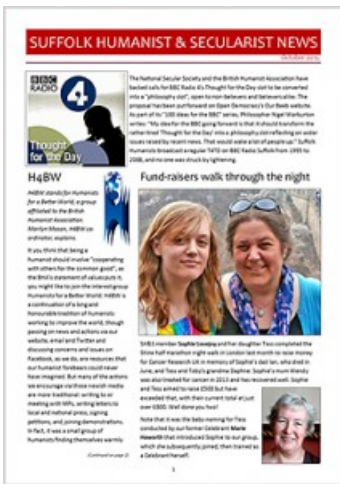 SUFFOLK HUMANIST & SECULARIST NEWS
October 2015
BBC
RADIO
4
Thought
for the Day
The National Secular Society and the British Humanist Association have
backed calls for BBC Radio 4's Thought for the Day slot to be converted
into a "philosophy slot", open to non-believers and believers alike. The
proposal has been put forward on Open Democracy's Our Beeb website.
As part of its "100 ideas for the BBC" series, Philosopher Nigel Warburton
writes: "My idea for the BBC going forward is that it should transform the
rather tired 'Thought for the Day' into a philosophy slot reflecting on wider
issues raised by recent news. That would wake a lot of people up." Suffolk
Humanists broadcast a regular TFTD on BBC Radio Suffolk from 1995 to
2008, and no one was struck by lightning.
H4BW
H4BW stands for Humanists
for a Better World, a group
affiliated to the British
Humanist Association.
Marilyn Mason, H4BW co-
ordinator, explains.
If you think that being a
humanist should involve "cooperating
with others for the common good", as
the BHA's statement of values puts it,
you might like to join the interest group
Humanists for a Better World. H4BW is
a continuation of a long and
honourable tradition of humanists
working to improve the world, though
passing on news and actions via our
website, email and Twitter and
discussing concerns and issues on
Facebook, as we do, are resources that
our humanist forebears could never
have imagined. But many of the actions
we encourage via those newish media
are more traditional: writing to or
meeting with MPs, writing letters to
local and national press, signing
petitions, and, joining demonstrations.
In fact, it was a small group of
humanists finding themselves warmly
(Continued on page 2)
Fund-raisers walk through the night
SH&S member Sophie Lovejoy and her daughter Tess completed the
Shine half marathon night walk in London last month to raise money
for Cancer Research UK in memory of Sophie's dad Ian, who died in
June, and Tess and Toby's grandma Daphne. Sophie's mum Wendy
was also treated for cancer in 2013 and has recovered well. Sophie
and Tess aimed to raise £500 but have
exceeded that, with their current total at just
over £600. Well done you two!
Note that it was the baby naming for Tess
conducted by our former Celebrant Marie
Haworth that introduced Sophie to our group,
which she subsequently joined, then trained as
a Celebrant herself.
1